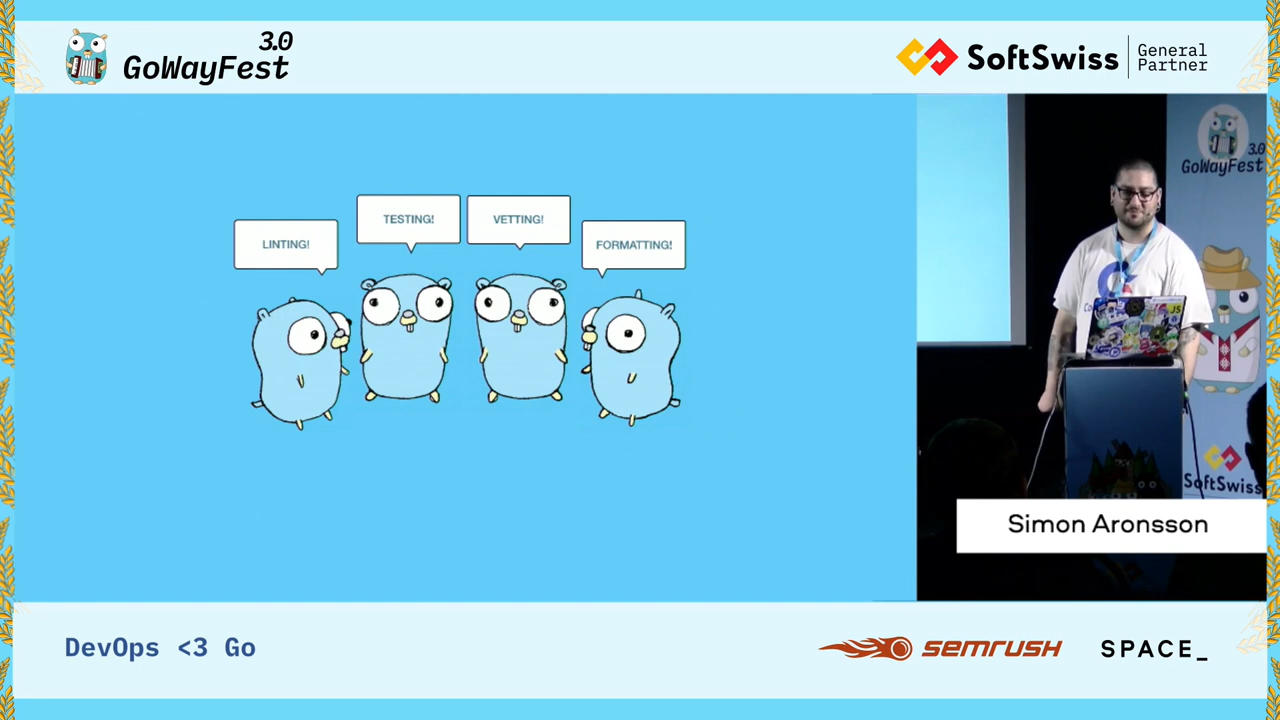 3.0
GoWayFest
SoftSwiss
General
Partner
LINTING!
TESTING!
VETTING!
FORMATTING!
3.0
GoWayFest
JS
SoftSwiss
Simon Aronsson
DevOps <3 Go
semrush
SPACE_